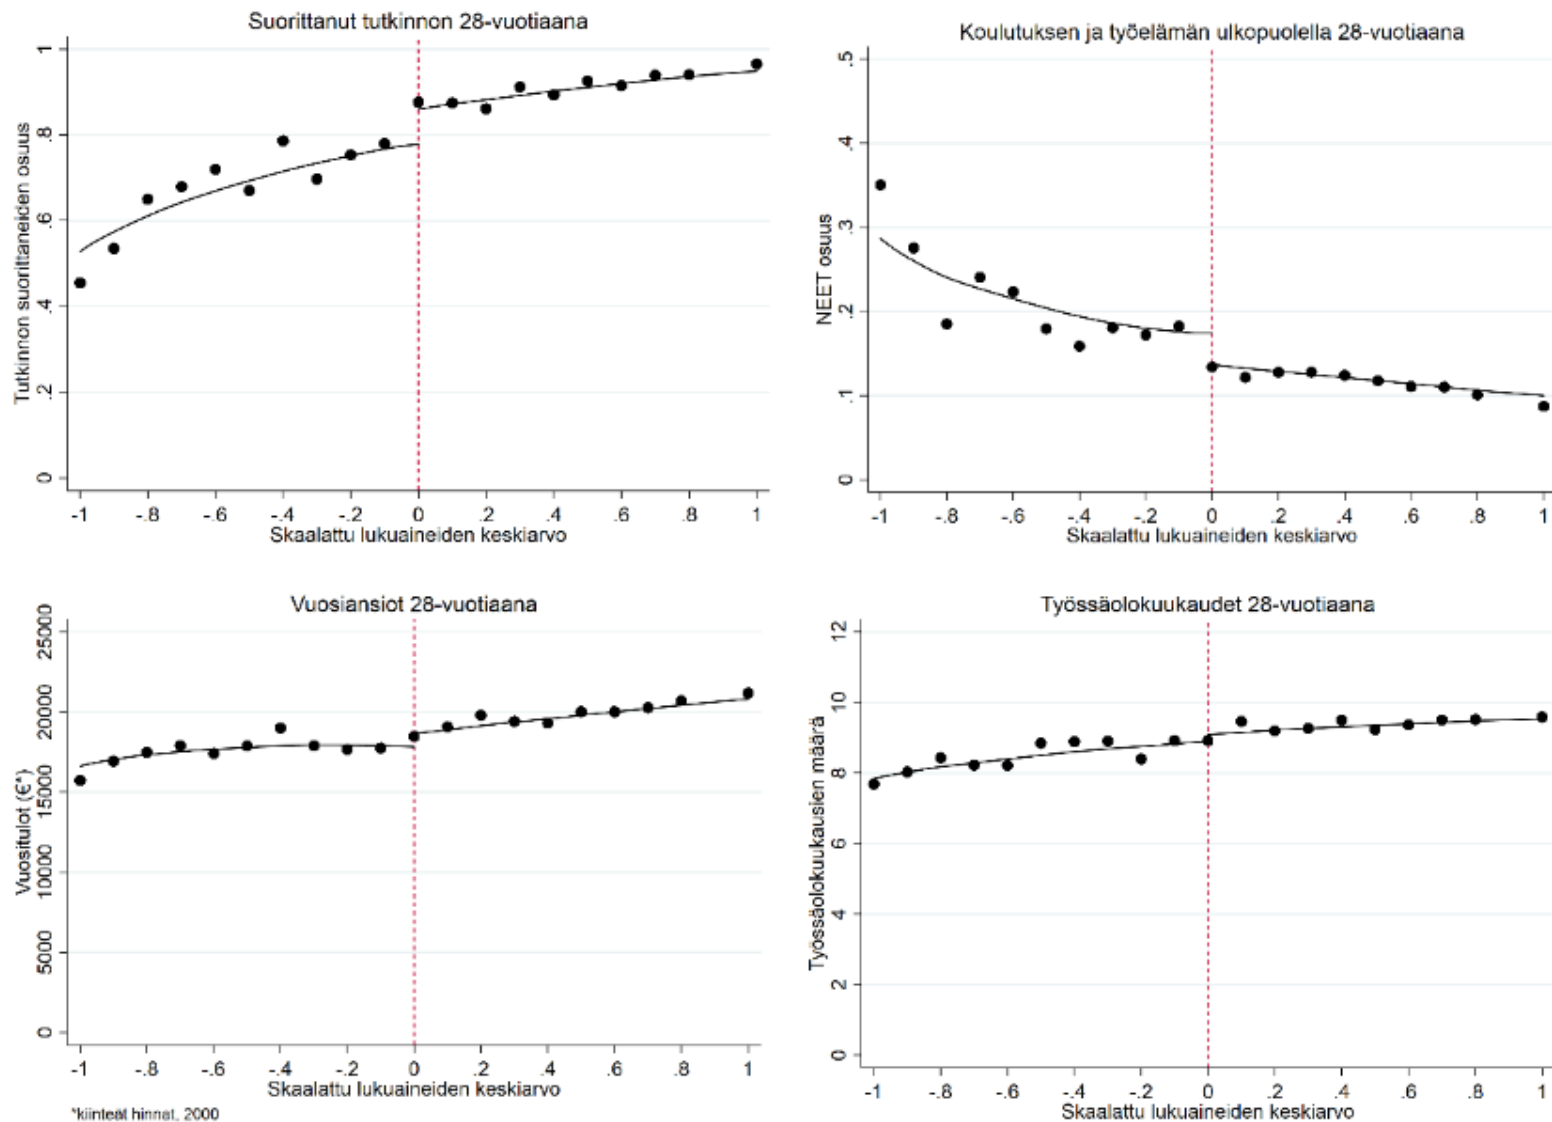 Suorittanut tutkinnon 28-vuotiaana
Tutkinnon suorittaneiden osuus
1
.8
.6
.4
.2
0
-1 -.8 -.6 -.4 -.2 0 .2 .4 .6 .8 1
Skaalattu lukuaineiden keskiarvo
Koulutuksen ja työelämän ulkopuolella 28-vuotiaana
NEET osuus
.5
.4
.3
.2
.1
0
-1 -.8 -.6 -.4 -.2 0 .2 .4 .6 .8 1
Skaalattu lukuaineiden keskiarvo
Vuosiansiot 28-vuotiaana
Vuositulot (€*)
25000
20000
15000
10000
5000
0
-1 -.8 -.6 -.4 -.2 0 .2 .4 .6 .8 1
Skaalattu lukuaineiden keskiarvo
*kiinteät hinnat, 2000
Työssäolokuukaudet 28-vuotiaana
Työssäolokuukausien määrä
12
10
8
6
4
2
0
-1 -.8 -.6 -.4 -.2 0 .2 .4 .6 .8 1
Skaalattu lukuaineiden keskiarvo